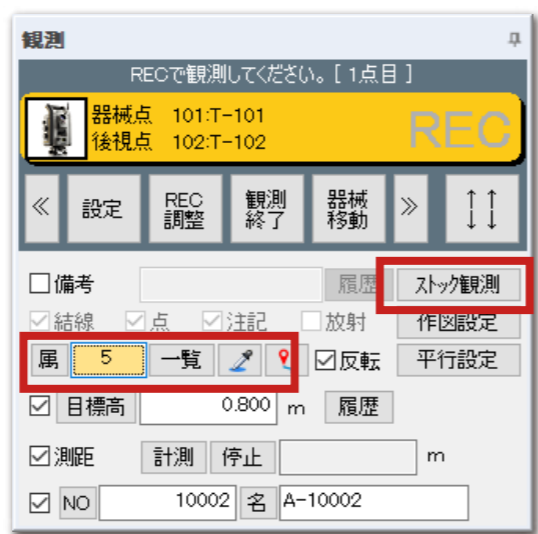 観測
RECで観測してください。[ 1点目 ]
器械点 101:T-101
後視点 102:T-102
REC
≪ 設定 REC調整 観測終了 器械移動 ≫ ↑↑↓↓
備考 履歴 ストック観測
結線 点 注記 放射 作図設定
属 5 一覧 反転 平行設定
目標高 0.800 m 履歴
測距 計測 停止 m
NO 10002 名 A-10002